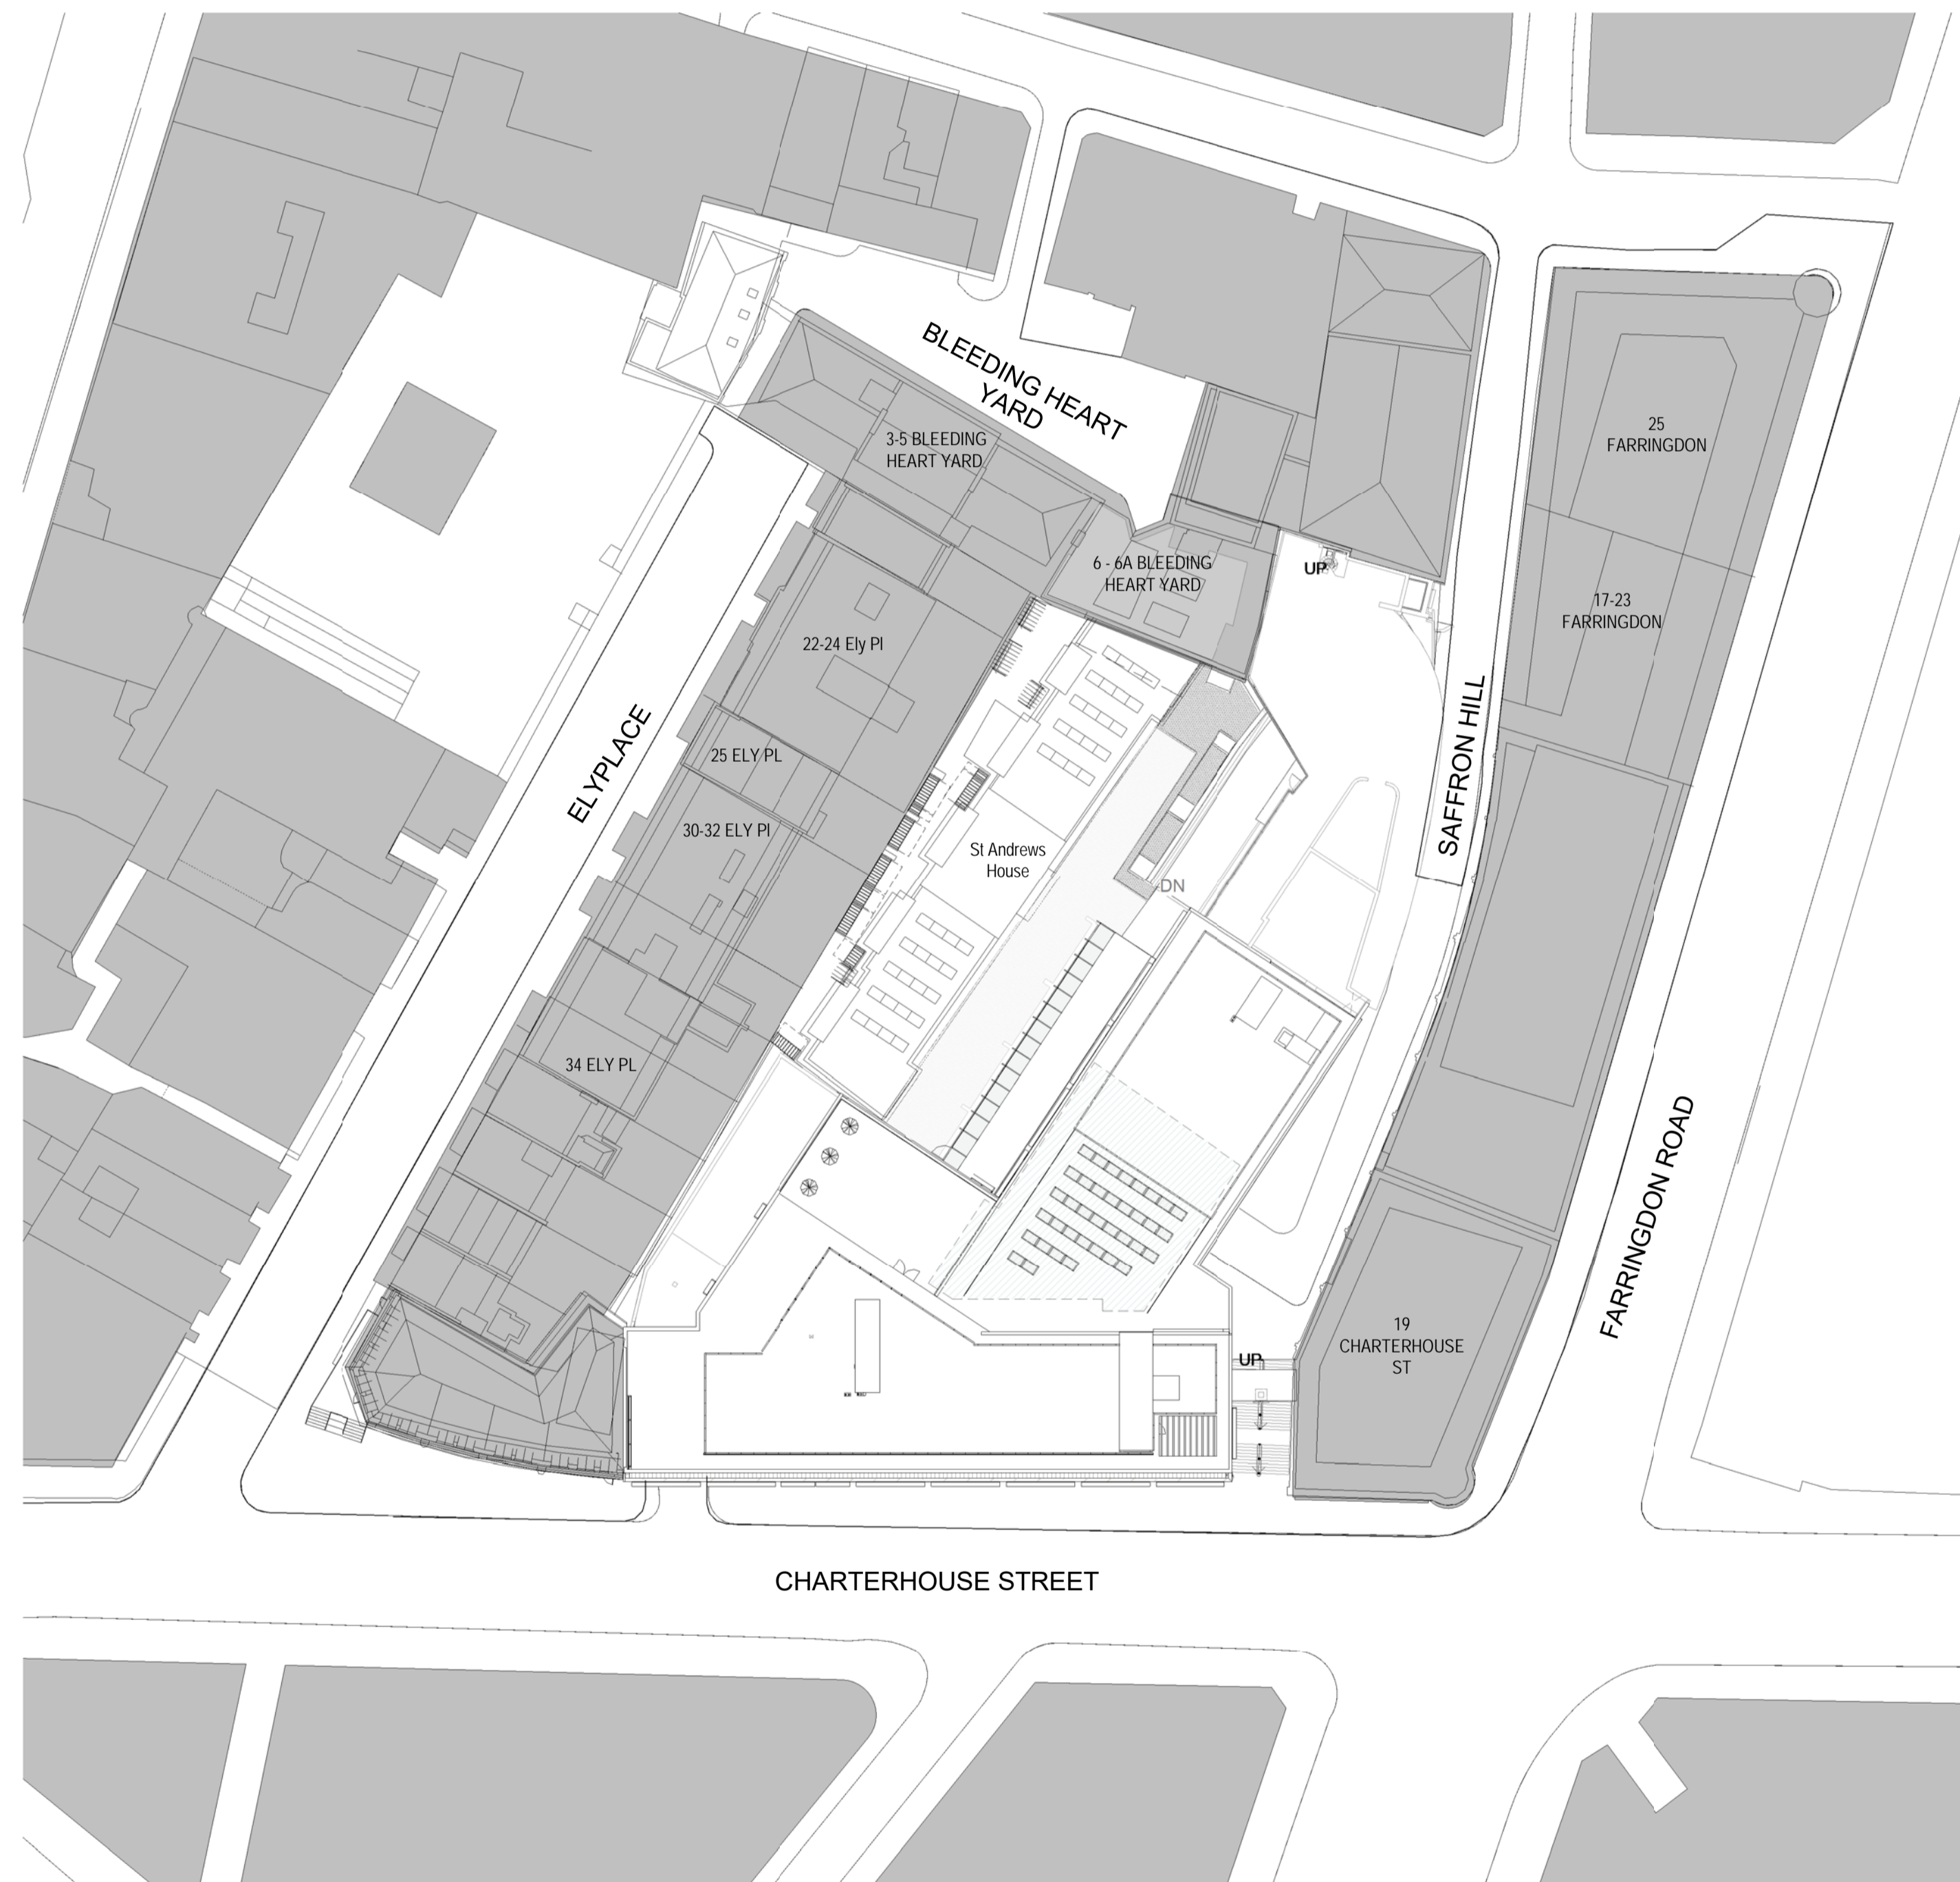 BLEEDING HEART
YARD
3-5 BLEEDING
HEART YARD
25
FARRINGDON
6 - 6A BLEEDING
HEART YARD
UP
17-23
FARRINGDON
22-24 Ely Pl
ELYPLACE
25 ELY PL
SAFFRON HILL
30-32 ELY Pl
St Andrews
House
DN
34 ELY PL
FARRINGDON ROAD
19
CHARTERHOUSE
ST
UP
CHARTERHOUSE STREET